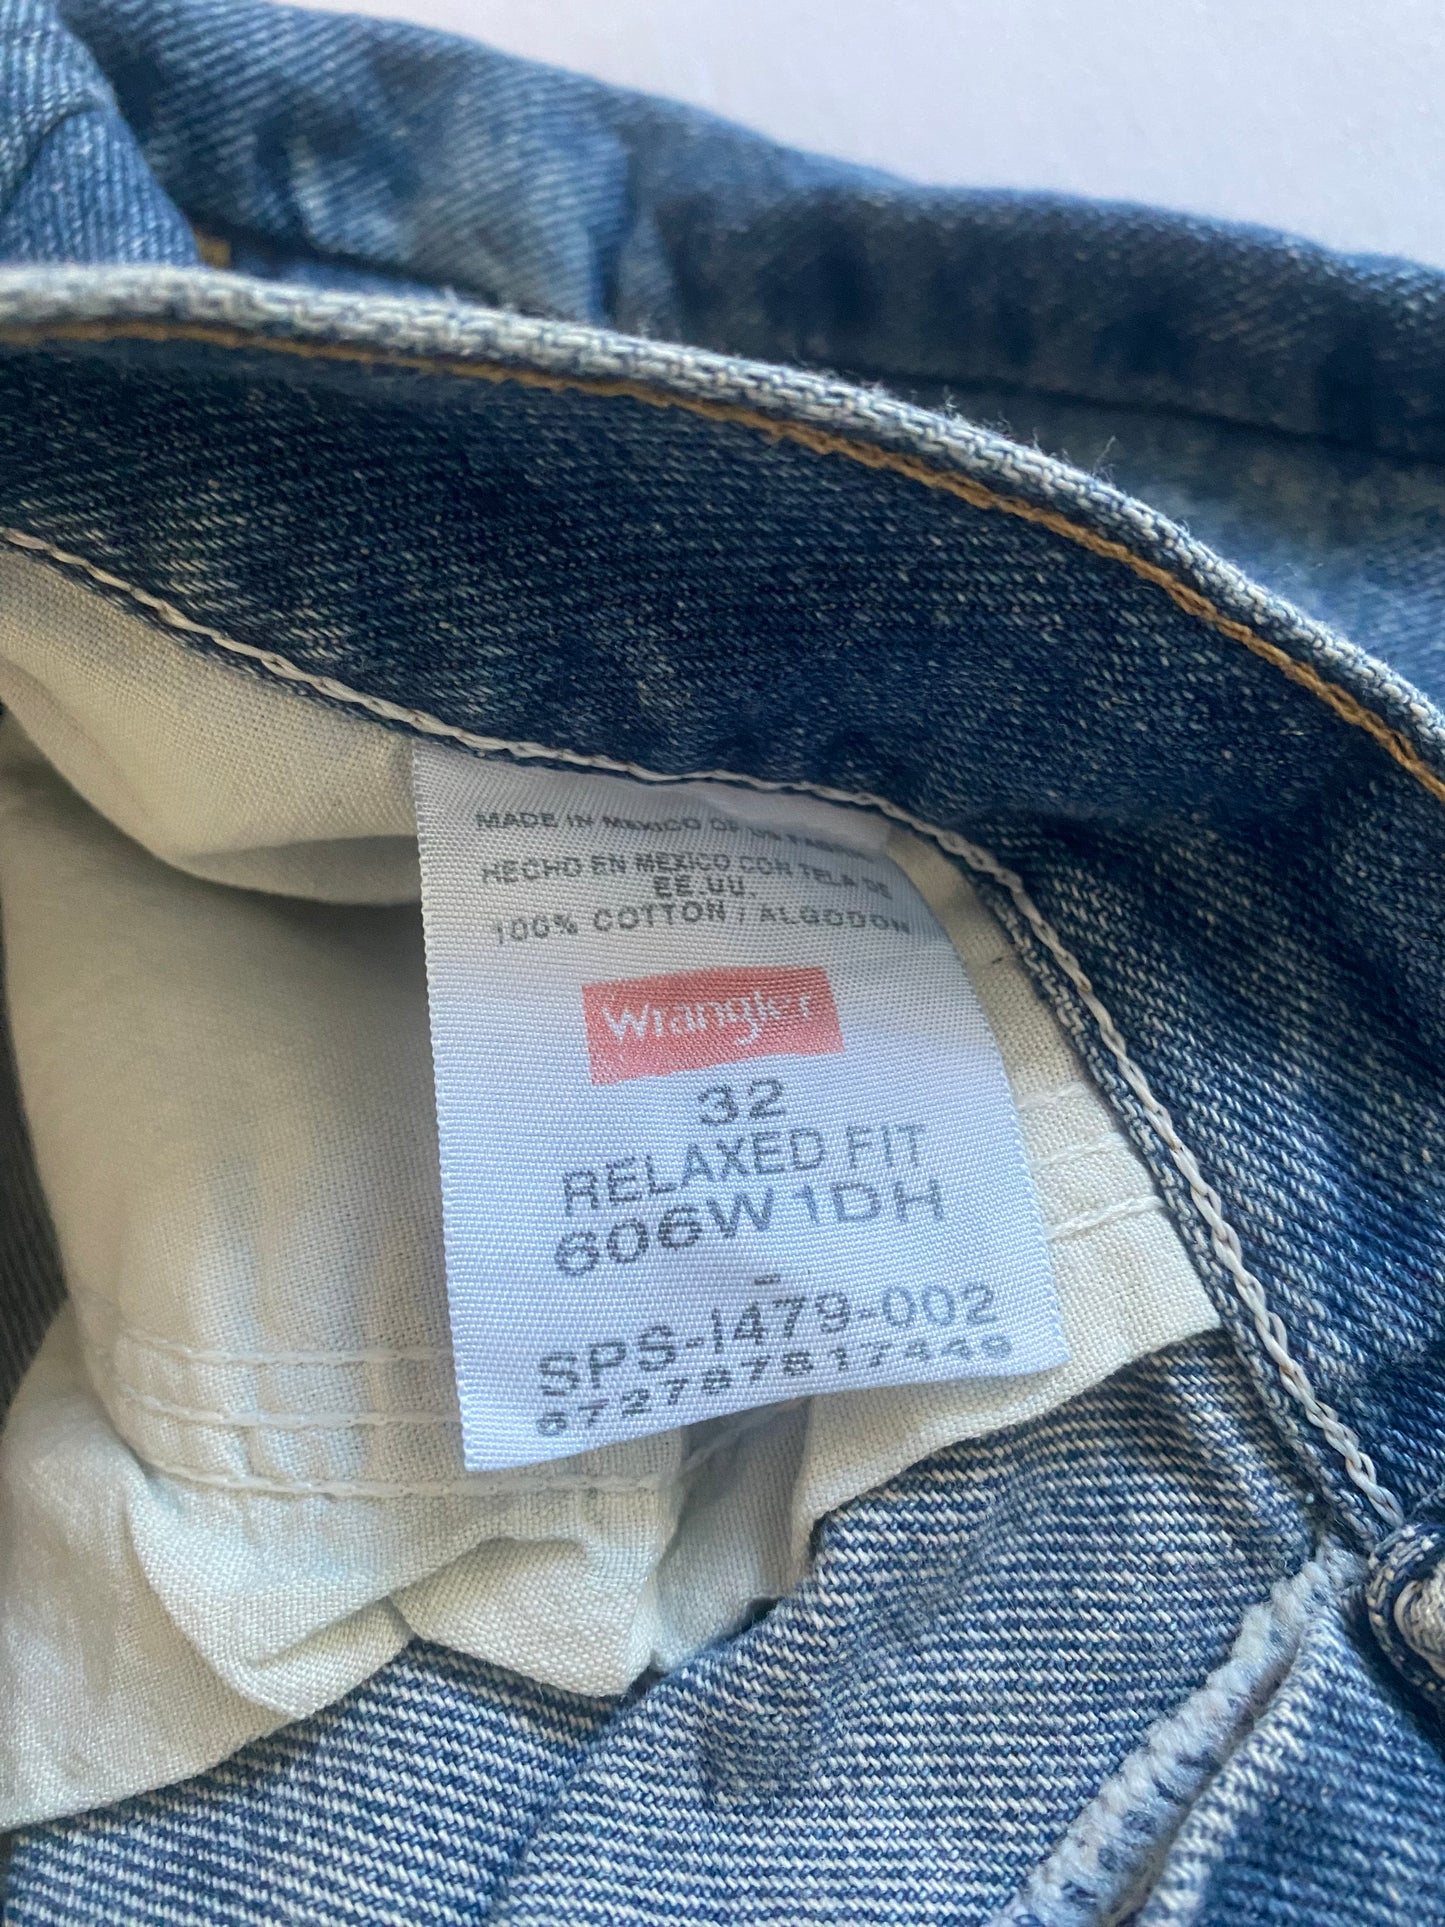 MADE IN MEXICO OF US FABRIC
HECHO EN MEXICO CON TELA DE
EE.UU.
100% COTTON / ALGODON
Wrangler
32
RELAXED FIT
606W1DH
-
SPS-1479-002